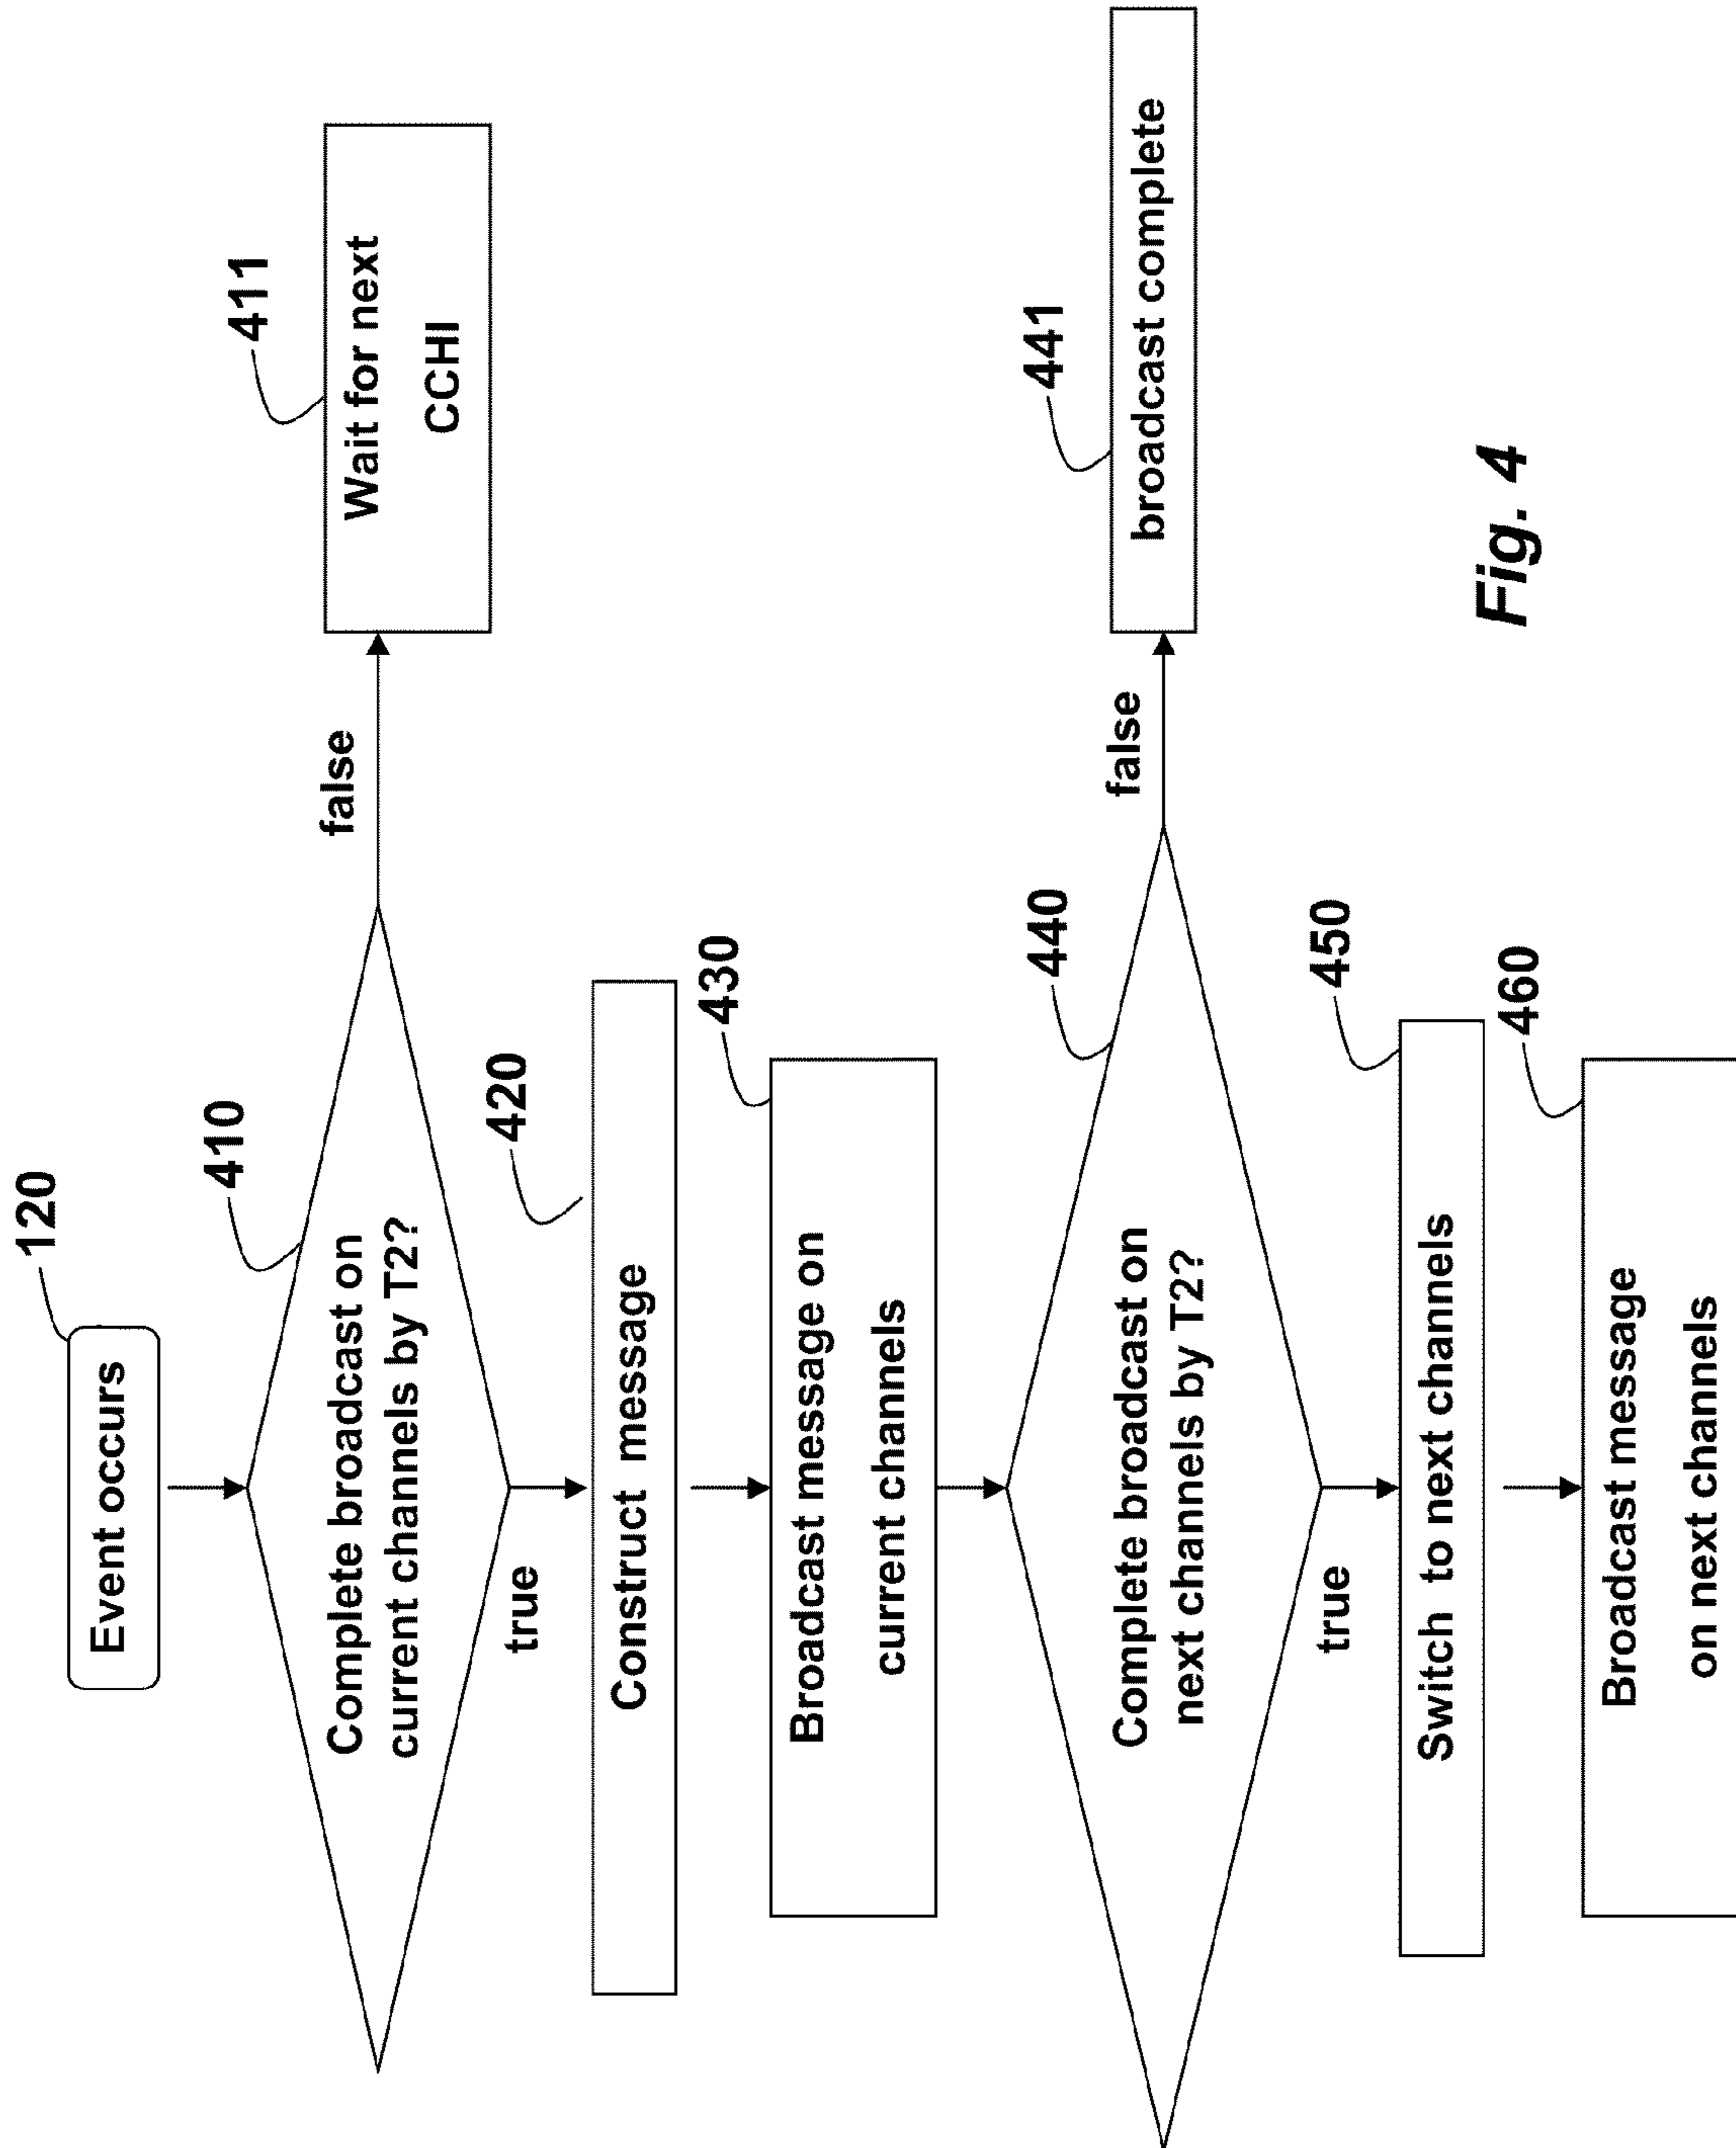 120
Event occurs
410
Complete broadcast on
current channels by T2?
false
411
Wait for next
CCHI
true
420
Construct message
430
Broadcast message on
current channels
440
Complete broadcast on
next channels by T2?
false
441
broadcast complete
true
450
Switch to next channels
460
Broadcast message
on next channels
Fig. 4